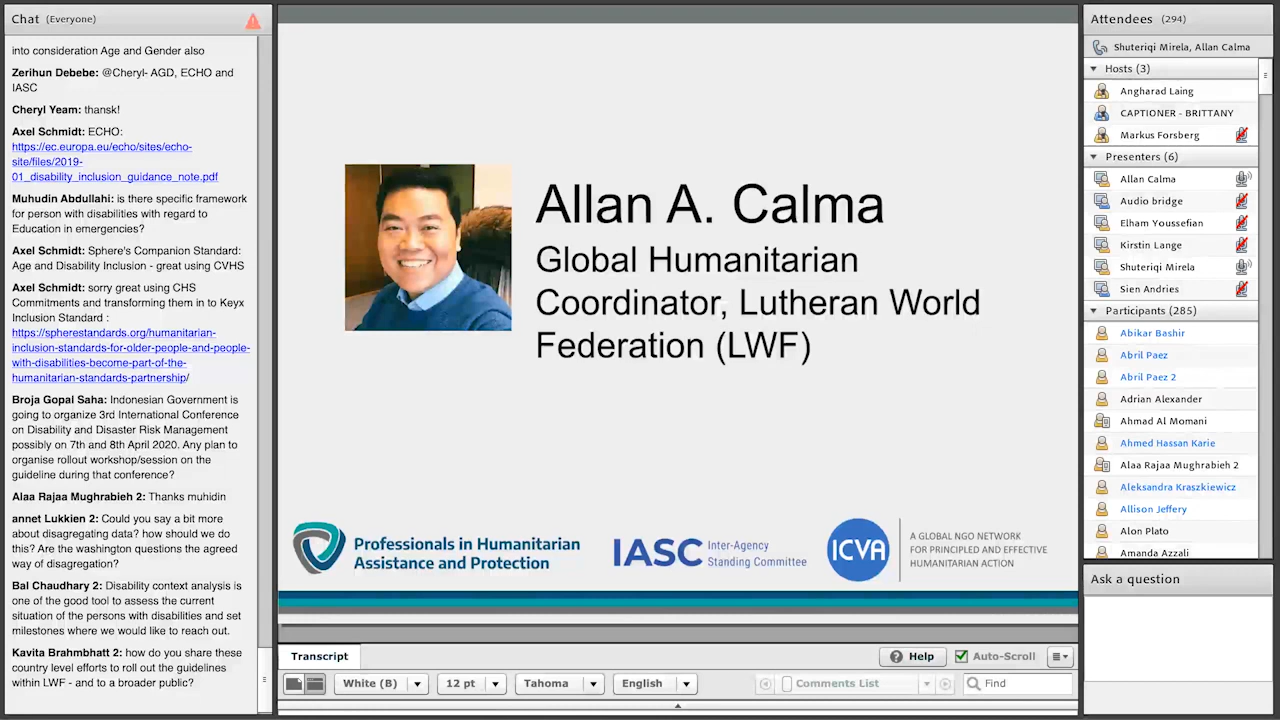 Chat (Everyone)
into consideration Age and Gender also
Zerihun Debebe: @Cheryl- AGD, ECHO and
IASC
Cheryl Yeam: thansk!
Axel Schmidt: ECHO:
https://ec.europa.eu/echo/sites/echo-
site/files/2019-
01_disability_inclusion_guidance_note.pdf
Muhudin Abdullahi: is there specific framework
for person with disabilities with regard to
Education in emergencies?
Axel Schmidt: Sphere's Companion Standard:
Age and Disability Inclusion - great using CVHS
Axel Schmidt: sorry great using CHS
Commitments and transforming them in to Keyx
Inclusion Standard :
https://spherestandards.org/humanitarian-
inclusion-standards-for-older-people-and-people-
with-disabilities-become-part-of-the-
humanitarian-standards-partnership/
Broja Gopal Saha: Indonesian Government is
going to organize 3rd International Conference
on Disability and Disaster Risk Management
possibly on 7th and 8th April 2020. Any plan to
organise rollout workshop/session on the
guideline during that conference?
Alaa Rajaa Mughrabieh 2: Thanks muhidin
annet Lukkien 2: Could you say a bit more
about disagregating data? how should we do
this? Are the washington questions the agreed
way of disagregation?
Bal Chaudhary 2: Disability context analysis is
one of the good tool to assess the current
situation of the persons with disabilities and set
milestones where we would like to reach out.
Kavita Brahmbhatt 2: how do you share these
country level efforts to roll out the guidelines
within LWF - and to a broader public?
Allan A. Calma
Global Humanitarian
Coordinator, Lutheran World
Federation (LWF)
Professionals in Humanitarian
Assistance and Protection
IASC Inter-Agency
Standing Committee
ICVA
A GLOBAL NGO NETWORK
FOR PRINCIPLED AND EFFECTIVE
HUMANITARIAN ACTION
Transcript
Help
Auto-Scroll
White (B)
12 pt
Tahoma
English
Comments List
Find
Attendees (294)
Shuteriqi Mirela, Allan Calma
Hosts (3)
Angharad Laing
CAPTIONER - BRITTANY
Markus Forsberg
Presenters (6)
Allan Calma
Audio bridge
Elham Youssefian
Kirstin Lange
Shuteriqi Mirela
Sien Andries
Participants (285)
Abikar Bashir
Abril Paez
Abril Paez 2
Adrian Alexander
Ahmad Al Momani
Ahmed Hassan Karie
Alaa Rajaa Mughrabieh 2
Aleksandra Kraszkiewicz
Allison Jeffery
Alon Plato
Amanda Azzali
Ask a question